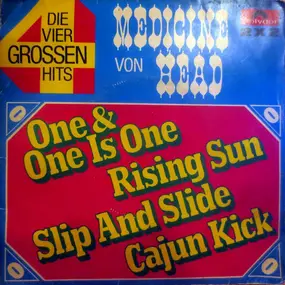 4
DIE
VIER
GROSSEN
HITS
MEDICINE
VON HEAD
polydor
2X2
One &
One Is One
Rising Sun
Slip And Slide
Cajun Kick